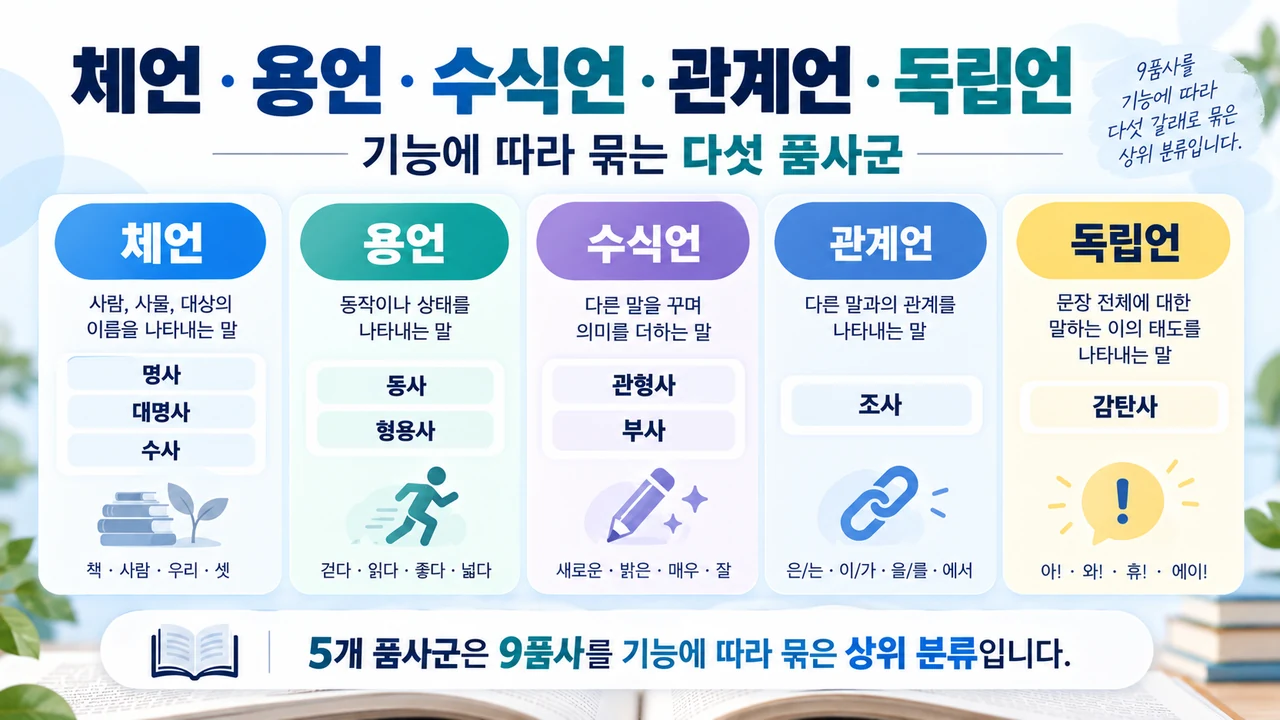 체언 · 용언 · 수식언 · 관계언 · 독립언
기능에 따라 묶는 다섯 품사군
9품사를
기능에 따라
다섯 갈래로 묶은
상위 분류입니다.
체언
사람, 사물, 대상의
이름을 나타내는 말
명사
대명사
수사
책 · 사람 · 우리 · 셋
용언
동작이나 상태를
나타내는 말
동사
형용사
걷다 · 읽다 · 좋다 · 넓다
수식언
다른 말을 꾸며
의미를 더하는 말
관형사
부사
새로운 · 밝은 · 매우 · 잘
관계언
다른 말과의 관계를
나타내는 말
조사
은/는 · 이/가 · 을/를 · 에서
독립언
문장 전체에 대한
말하는 이의 태도를
나타내는 말
감탄사
!
아! · 와! · 휴! · 에이!
5개 품사군은 9품사를 기능에 따라 묶은 상위 분류입니다.